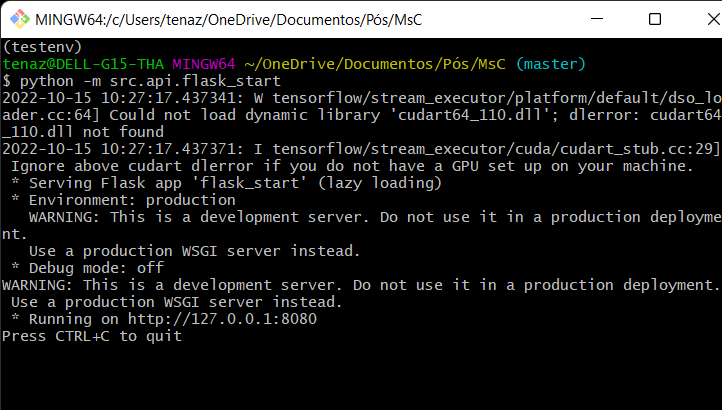 MINGW64:/c/Users/tenaz/OneDrive/Documentos/Pós/MsC
(testenv)
tenaz@DELL-G15-THA MINGW64 ~/OneDrive/Documentos/Pós/MsC (master)
$ python -m src.api.flask_start
2022-10-15 10:27:17.437341: W tensorflow/stream_executor/platform/default/dso_lo
ader.cc:64] Could not load dynamic library 'cudart64_110.dll'; dlerror: cudart64
_110.dll not found
2022-10-15 10:27:17.437371: I tensorflow/stream_executor/cuda/cudart_stub.cc:29]
 Ignore above cudart dlerror if you do not have a GPU set up on your machine.
 * Serving Flask app 'flask_start' (lazy loading)
 * Environment: production
   WARNING: This is a development server. Do not use it in a production deployme
nt.
   Use a production WSGI server instead.
 * Debug mode: off
WARNING: This is a development server. Do not use it in a production deployment.
 Use a production WSGI server instead.
 * Running on http://127.0.0.1:8080
Press CTRL+C to quit